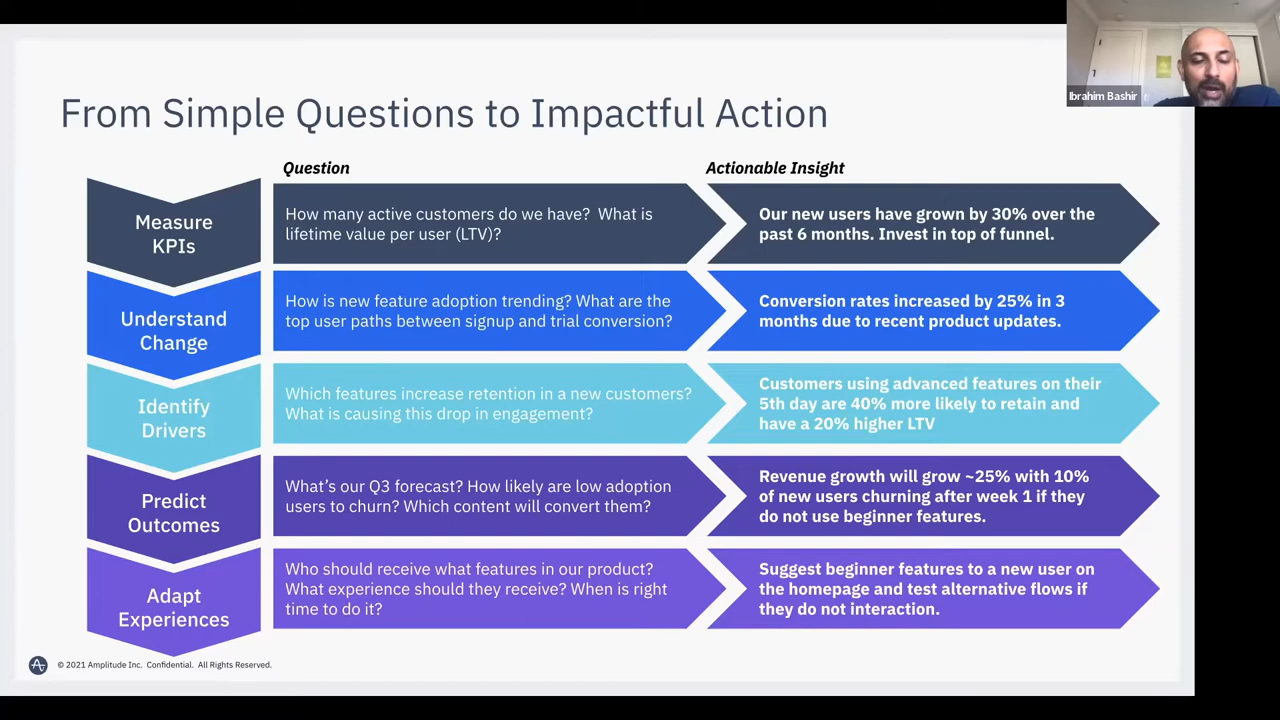 Ibrahim Bashir
From Simple Questions to Impactful Action
Question
Actionable Insight
Measure
KPIs
How many active customers do we have?  What is
lifetime value per user (LTV)?
Our new users have grown by 30% over the
past 6 months. Invest in top of funnel.
Understand
Change
How is new feature adoption trending? What are the
top user paths between signup and trial conversion?
Conversion rates increased by 25% in 3
months due to recent product updates.
Identify
Drivers
Which features increase retention in a new customers?
What is causing this drop in engagement?
Customers using advanced features on their
5th day are 40% more likely to retain and
have a 20% higher LTV
Predict
Outcomes
What's our Q3 forecast? How likely are low adoption
users to churn? Which content will convert them?
Revenue growth will grow ~25% with 10%
of new users churning after week 1 if they
do not use beginner features.
Adapt
Experiences
Who should receive what features in our product?
What experience should they receive? When is right
time to do it?
Suggest beginner features to a new user on
the homepage and test alternative flows if
they do not interaction.
© 2021 Amplitude Inc.  Confidential.  All Rights Reserved.